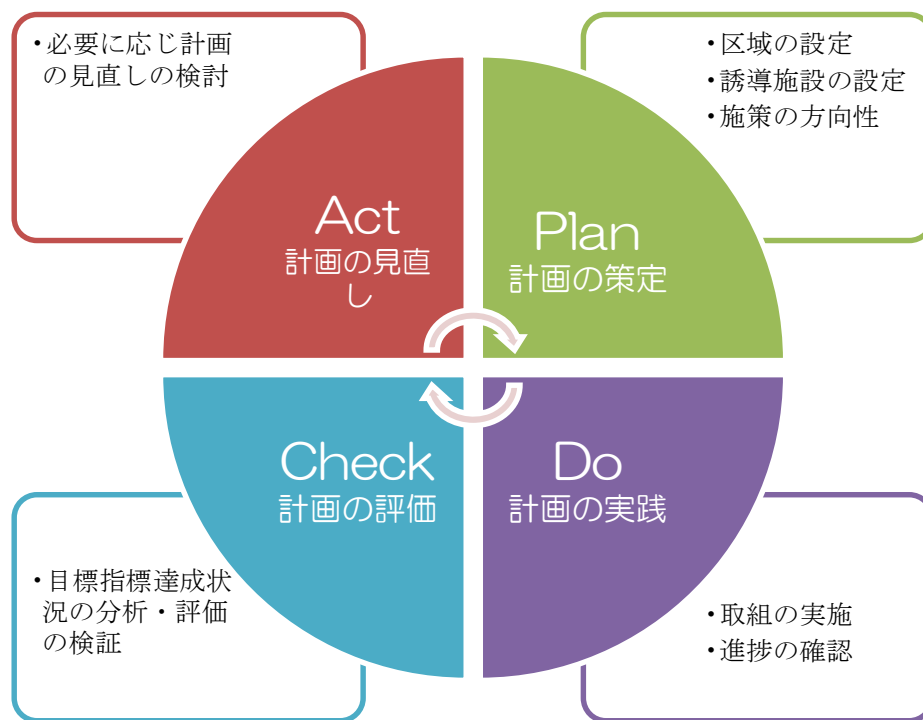 ・必要に応じ計画
の見直しの検討
・区域の設定
・誘導施設の設定
・施策の方向性
Act
計画の見直
し
Plan
計画の策定
Check
計画の評価
Do
計画の実践
・目標指標達成状
況の分析・評価
の検証
・取組の実施
・進捗の確認